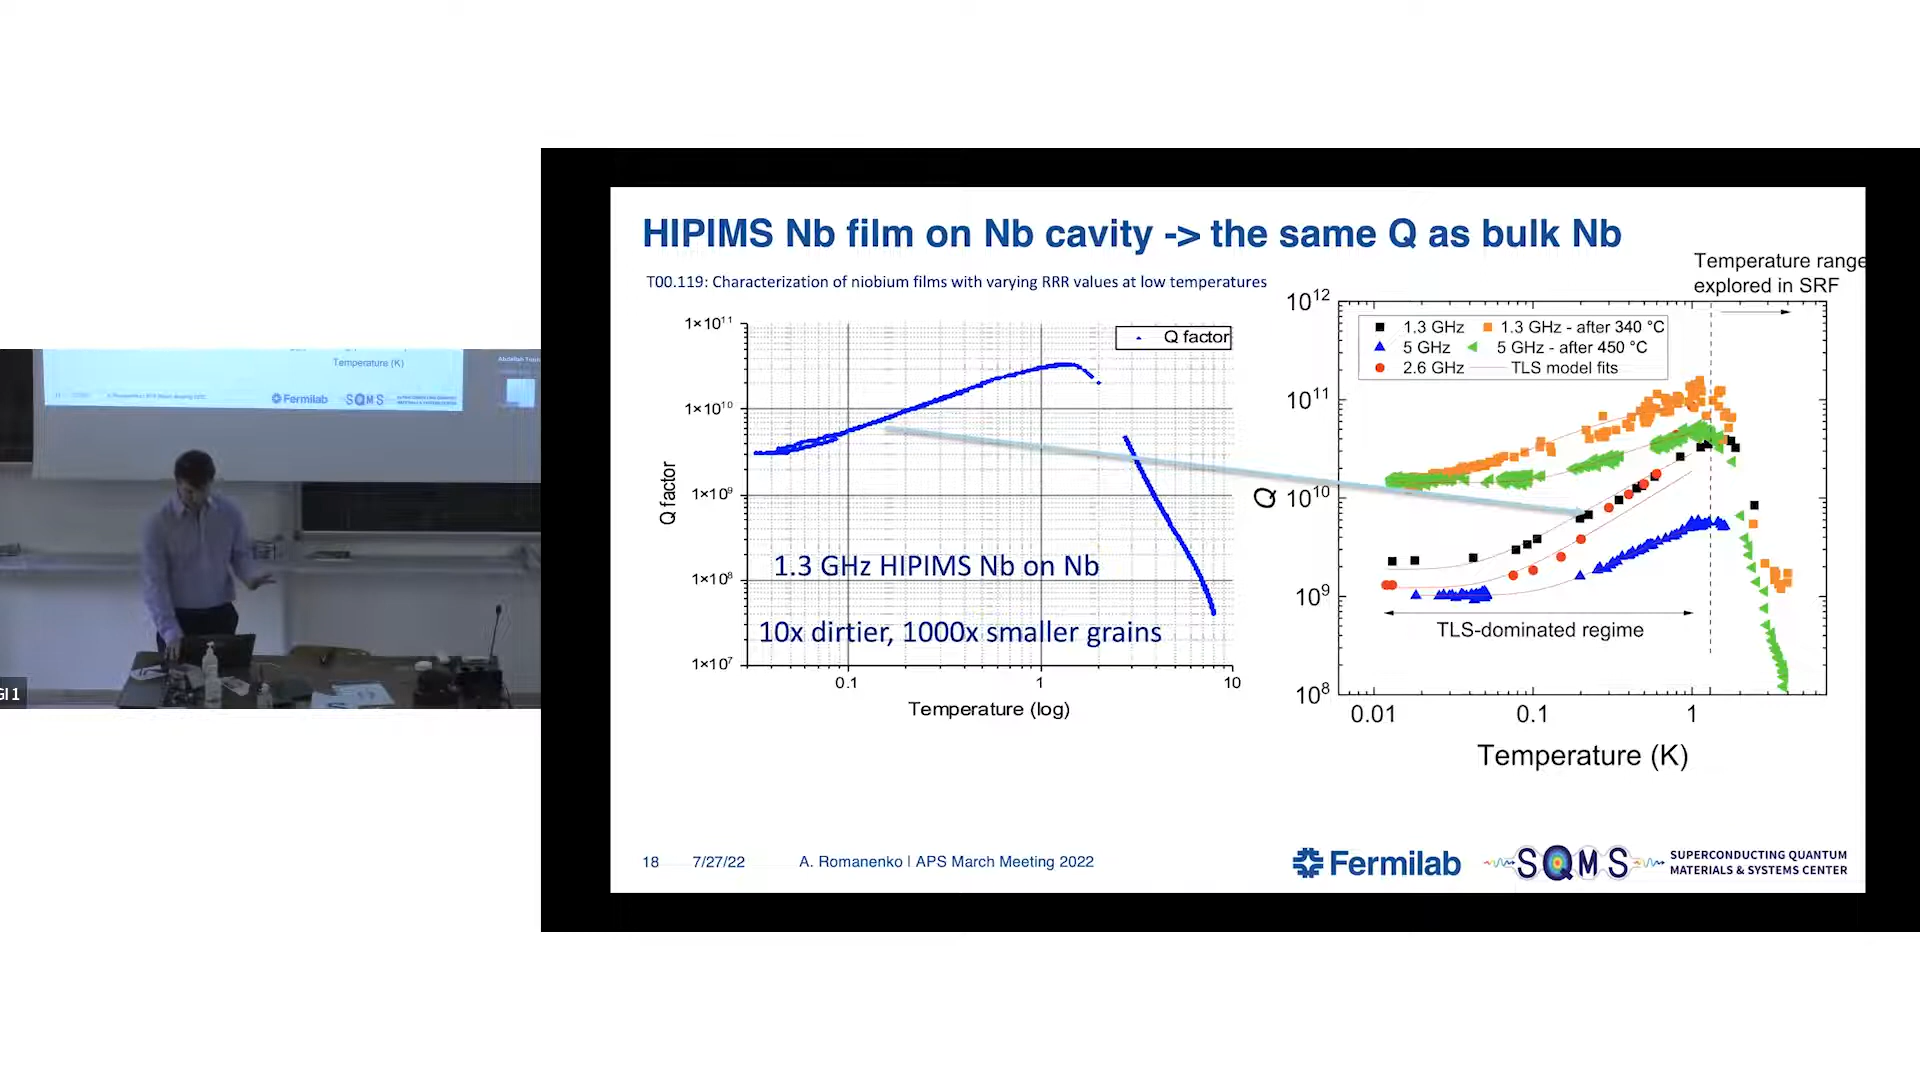 HIPIMS Nb film on Nb cavity -> the same Q as bulk Nb
T00.119: Characterization of niobium films with varying RRR values at low temperatures
Temperature range
explored in SRF
1×10¹¹
1×10¹⁰
1×10⁹
1×10⁸
1×10⁷
Q factor
Q factor
1.3 GHz HIPIMS Nb on Nb
10x dirtier, 1000x smaller grains
0.1
1
10
Temperature (log)
10¹²
10¹¹
10¹⁰
10⁹
10⁸
Q
1.3 GHz
1.3 GHz - after 340 °C
5 GHz
5 GHz - after 450 °C
2.6 GHz
TLS model fits
TLS-dominated regime
0.01
0.1
1
Temperature (K)
18
7/27/22
A. Romanenko | APS March Meeting 2022
Fermilab
SQMS
SUPERCONDUCTING QUANTUM
MATERIALS & SYSTEMS CENTER
Temperature (K)
Fermilab
SQMS
GI 1